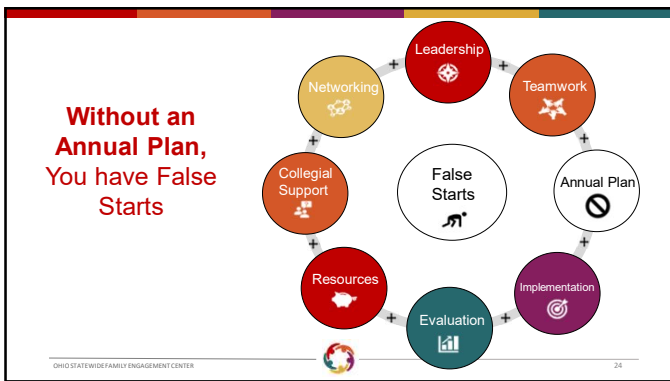 Without an
Annual Plan,
You have False
Starts
Leadership
Teamwork
Annual Plan
Implementation
Evaluation
Resources
Collegial
Support
Networking
False
Starts
OHIO STATEWIDE FAMILY ENGAGEMENT CENTER
24